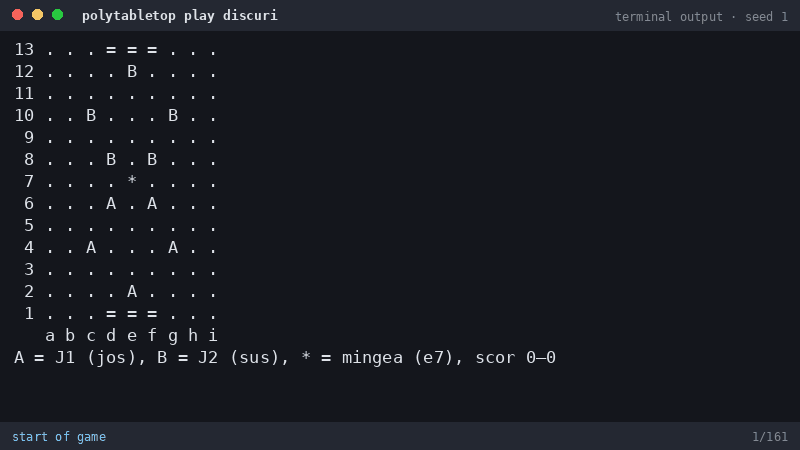 polytabletop play discuri
terminal output · seed 1
13 . . . = = = . . .
12 . . . . B . . . .
11 . . . . . . . . .
10 . . B . . . B . .
9 . . . . . . . . .
8 . . . B . B . . .
7 . . . . * . . . .
6 . . . A . A . . .
5 . . . . . . . . .
4 . . A . . . A . .
3 . . . . . . . . .
2 . . . . A . . . .
1 . . . = = = . . .
a b c d e f g h i
A = J1 (jos), B = J2 (sus), * = mingea (e7), scor 0–0
start of game
1/161